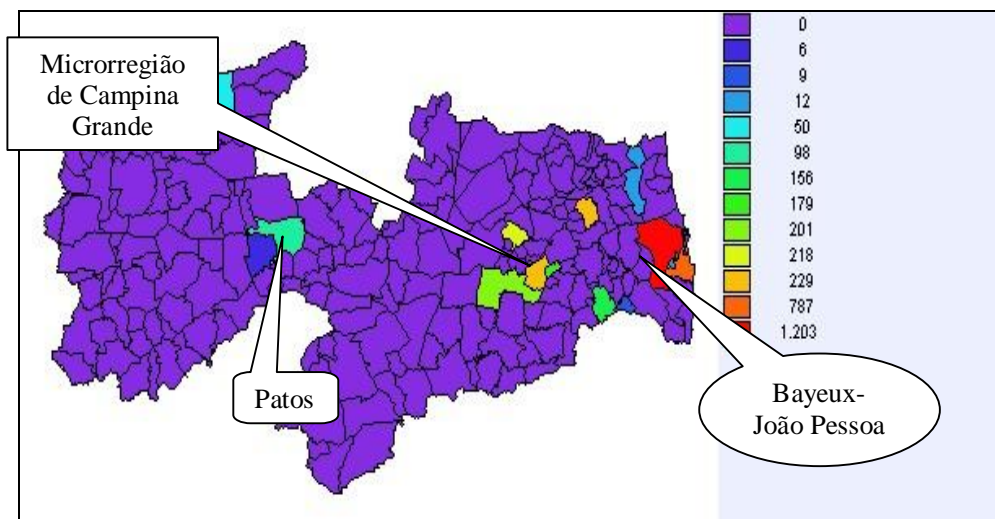 Microrregião
de Campina
Grande
Patos
Bayeux-
João Pessoa
0
6
9
12
50
98
156
179
201
218
229
787
1.203